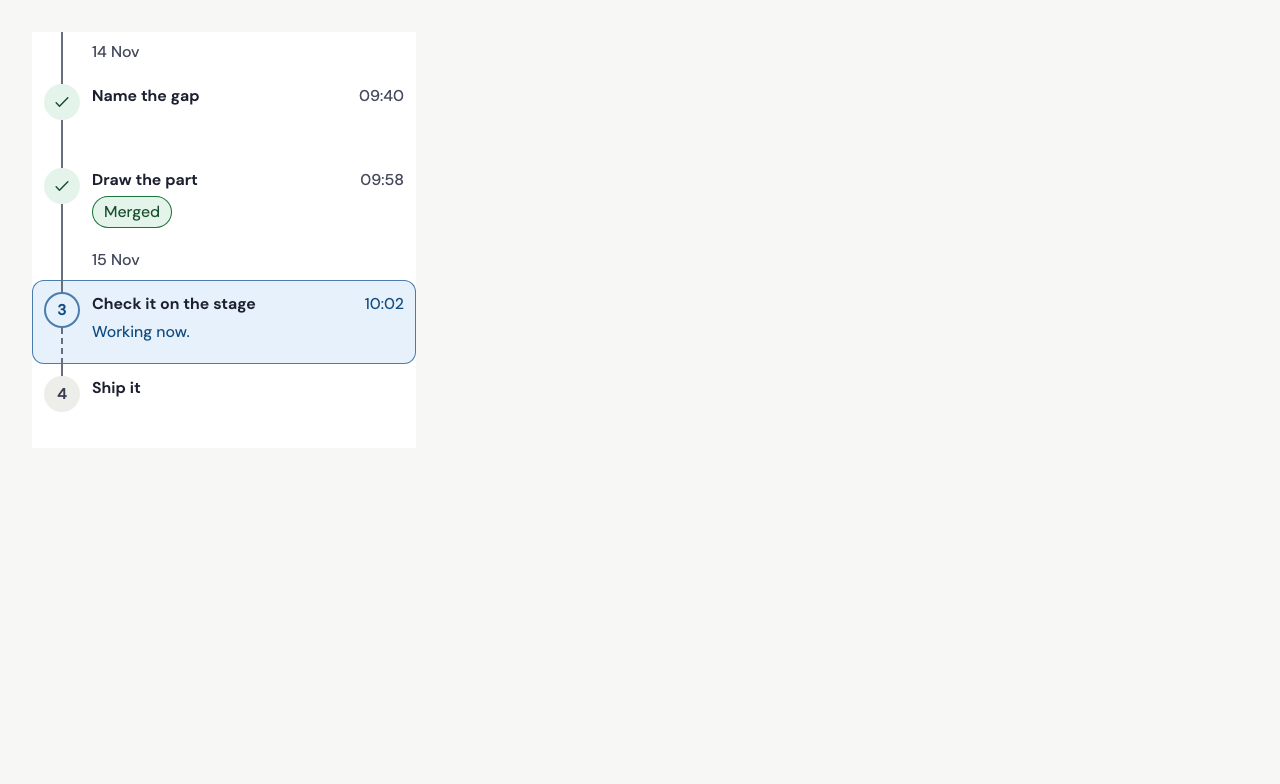 14 Nov
Name the gap 09:40
Draw the part 09:58
Merged
15 Nov
3 Check it on the stage 10:02
Working now.
4 Ship it